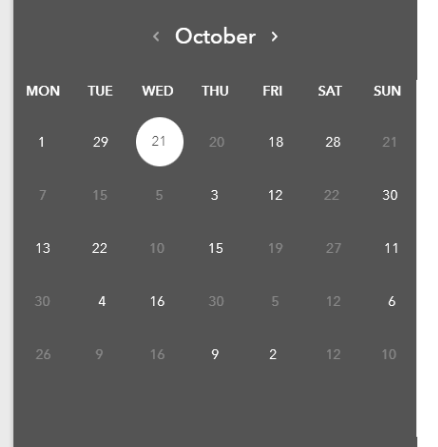 ‹ October ›
MON TUE WED THU FRI SAT SUN
1 29 21 20 18 28 21
7 15 5 3 12 22 30
13 22 10 15 19 27 11
30 4 16 30 5 12 6
26 9 16 9 2 12 10